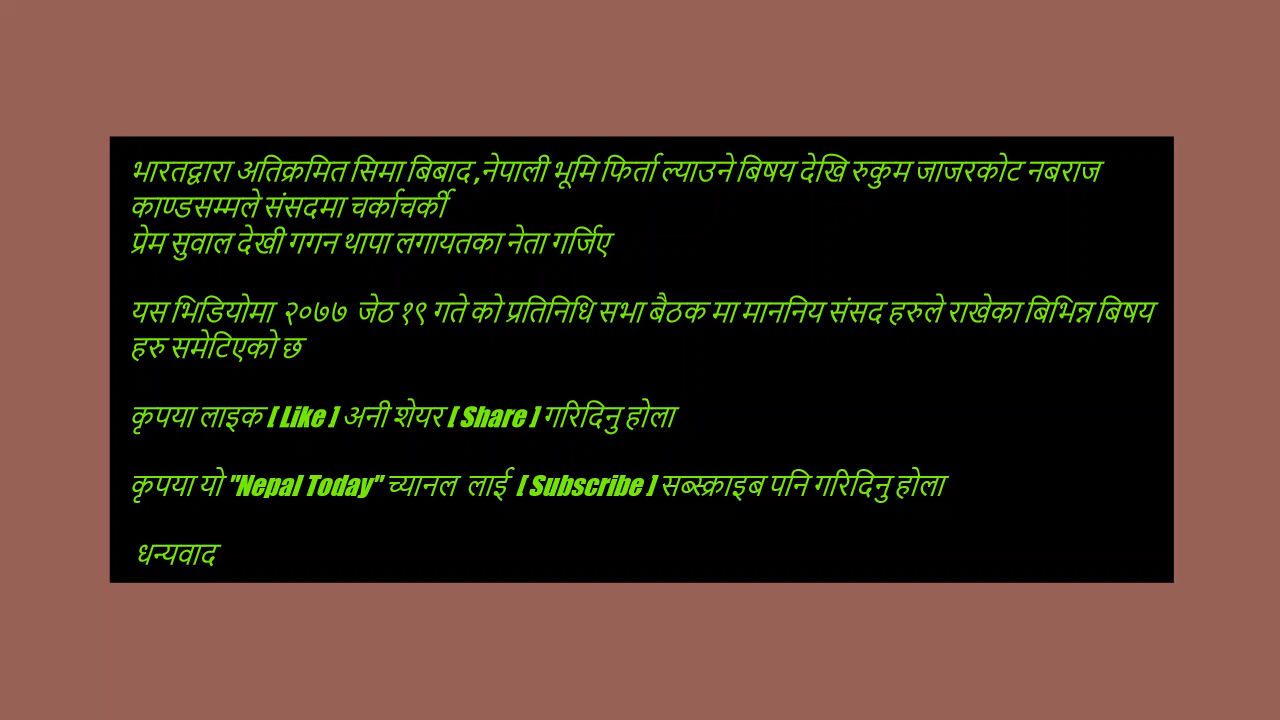 भारतद्वारा अतिक्रमित सिमा बिबाद ,नेपाली भूमि फिर्ता ल्याउने बिषय देखि रुकुम जाजरकोट नबराज
काण्डसम्मले संसदमा चर्काचर्की
प्रेम सुवाल देखी गगन थापा लगायतका नेता गर्जिए
यस भिडियोमा २०७७ जेठ १९ गते को प्रतिनिधि सभा बैठक मा माननिय संसद हरुले राखेका बिभिन्न बिषय
हरु समेटिएको छ
कृपया लाइक [ Like ] अनी शेयर [ Share ] गरिदिनु होला
कृपया यो "Nepal Today" च्यानल लाई [ Subscribe ] सब्स्क्राइब पनि गरिदिनु होला
धन्यवाद